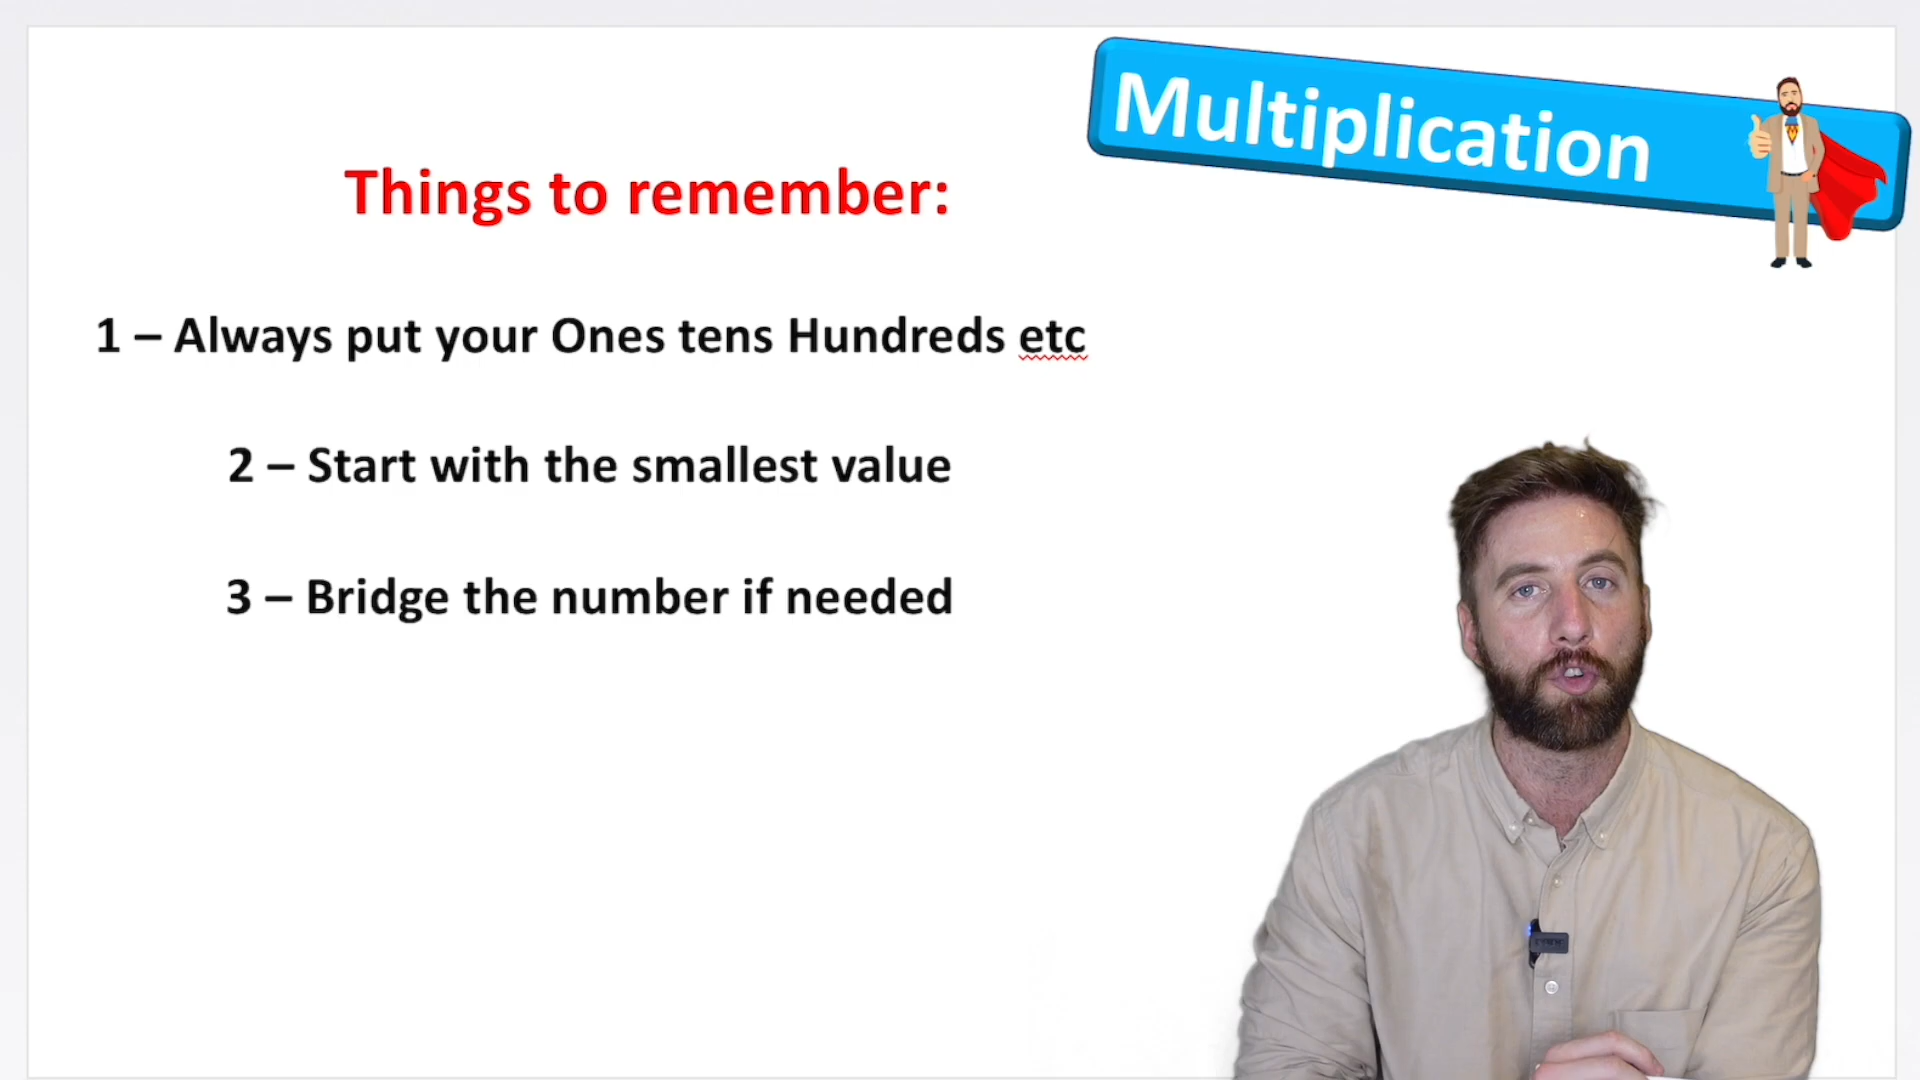 Multiplication
Things to remember:
1 – Always put your Ones tens Hundreds etc
2 – Start with the smallest value
3 – Bridge the number if needed